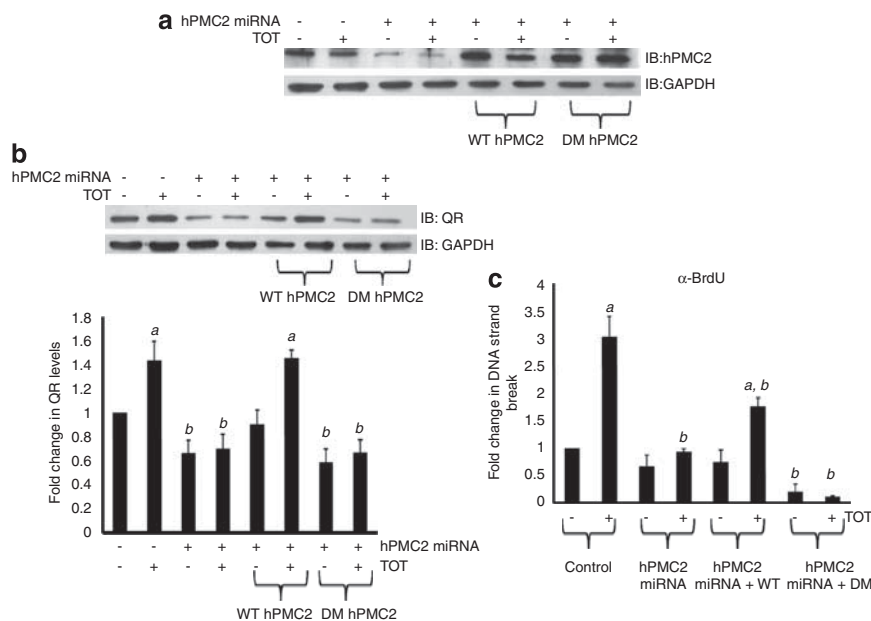 a
hPMC2 miRNA - - + + + + + +
TOT - + - + - + - +
IB:hPMC2
IB:GAPDH
WT hPMC2 DM hPMC2
b
hPMC2 miRNA - - + + + + + +
TOT - + - + - + - +
IB: QR
IB: GAPDH
WT hPMC2 DM hPMC2
Fold change in QR levels
1.8
1.6
1.4
1.2
1
0.8
0.6
0.4
0.2
0
a
b b
a
b b
- - + + + + + + hPMC2 miRNA
- + - + - + - + TOT
WT hPMC2 DM hPMC2
c
α-BrdU
Fold change in DNA strand
break
4
3.5
3
2.5
2
1.5
1
0.5
0
a
b
a, b
b b
- + - + - + - + TOT
Control
hPMC2
miRNA
hPMC2
miRNA + WT
hPMC2
miRNA + DM